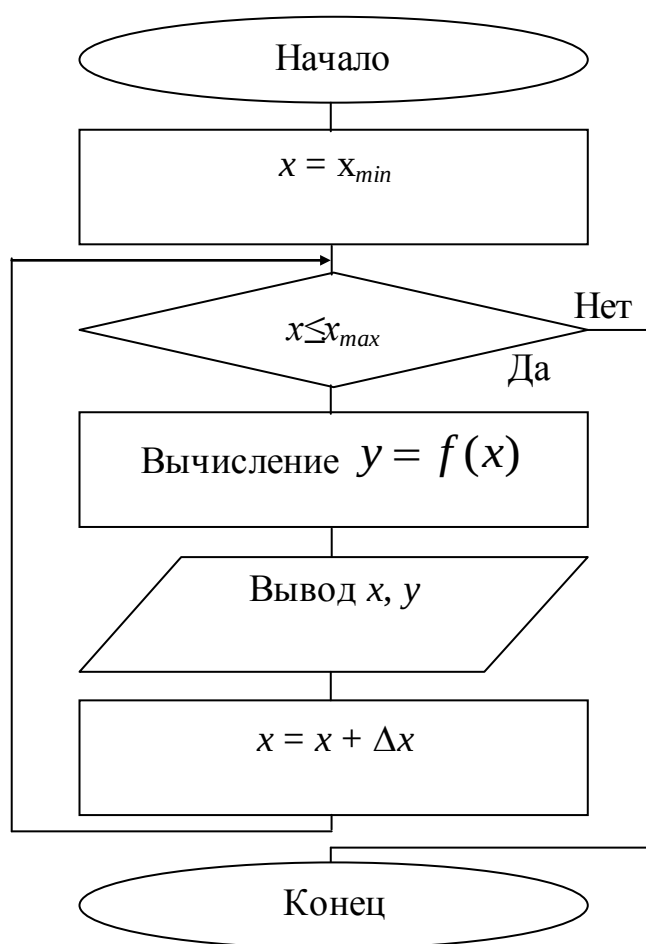 Начало
x = xmin
x≤xmax
Нет
Да
Вычисление y = f(x)
Вывод x, y
x = x + Δx
Конец